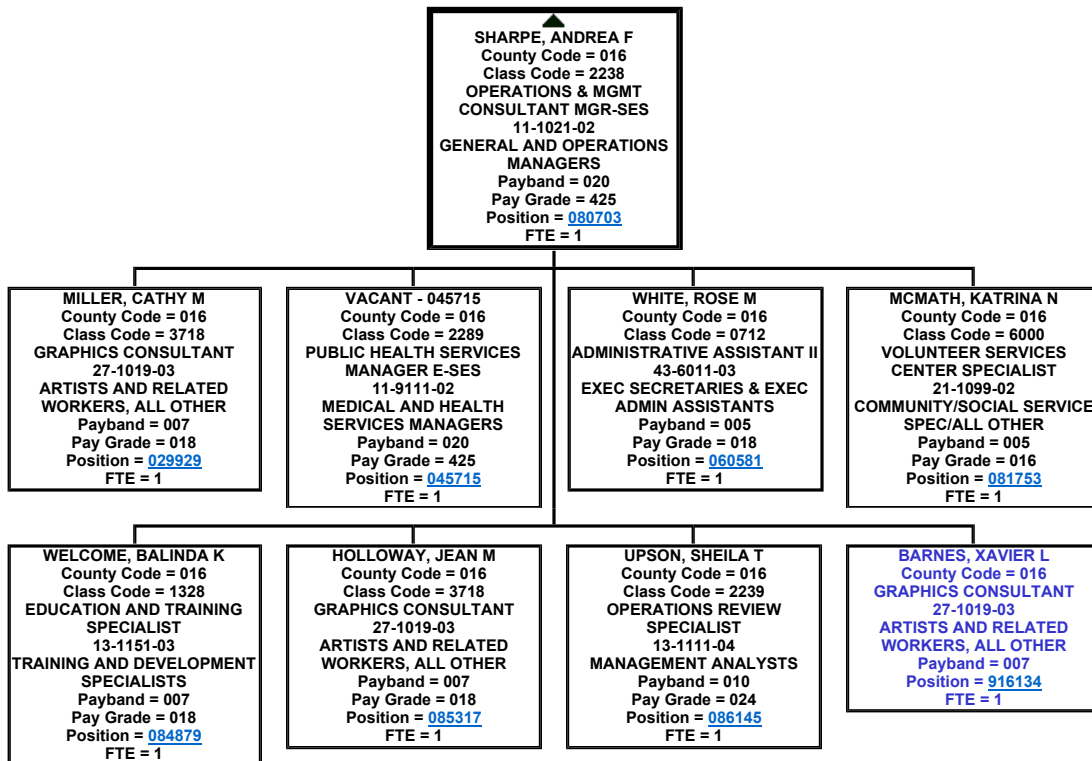 SHARPE, ANDREA F
County Code = 016
Class Code = 2238
OPERATIONS & MGMT
CONSULTANT MGR-SES
11-1021-02
GENERAL AND OPERATIONS
MANAGERS
Payband = 020
Pay Grade = 425
Position = 080703
FTE = 1
MILLER, CATHY M
County Code = 016
Class Code = 3718
GRAPHICS CONSULTANT
27-1019-03
ARTISTS AND RELATED
WORKERS, ALL OTHER
Payband = 007
Pay Grade = 018
Position = 029929
FTE = 1
VACANT - 045715
County Code = 016
Class Code = 2289
PUBLIC HEALTH SERVICES
MANAGER E-SES
11-9111-02
MEDICAL AND HEALTH
SERVICES MANAGERS
Payband = 020
Pay Grade = 425
Position = 045715
FTE = 1
WHITE, ROSE M
County Code = 016
Class Code = 0712
ADMINISTRATIVE ASSISTANT II
43-6011-03
EXEC SECRETARIES & EXEC
ADMIN ASSISTANTS
Payband = 005
Pay Grade = 018
Position = 060581
FTE = 1
MCMATH, KATRINA N
County Code = 016
Class Code = 6000
VOLUNTEER SERVICES
CENTER SPECIALIST
21-1099-02
COMMUNITY/SOCIAL SERVICE
SPEC/ALL OTHER
Payband = 005
Pay Grade = 016
Position = 081753
FTE = 1
WELCOME, BALINDA K
County Code = 016
Class Code = 1328
EDUCATION AND TRAINING
SPECIALIST
13-1151-03
TRAINING AND DEVELOPMENT
SPECIALISTS
Payband = 007
Pay Grade = 018
Position = 084879
FTE = 1
HOLLOWAY, JEAN M
County Code = 016
Class Code = 3718
GRAPHICS CONSULTANT
27-1019-03
ARTISTS AND RELATED
WORKERS, ALL OTHER
Payband = 007
Pay Grade = 018
Position = 085317
FTE = 1
UPSON, SHEILA T
County Code = 016
Class Code = 2239
OPERATIONS REVIEW
SPECIALIST
13-1111-04
MANAGEMENT ANALYSTS
Payband = 010
Pay Grade = 024
Position = 086145
FTE = 1
BARNES, XAVIER L
County Code = 016
GRAPHICS CONSULTANT
27-1019-03
ARTISTS AND RELATED
WORKERS, ALL OTHER
Payband = 007
Position = 916134
FTE = 1